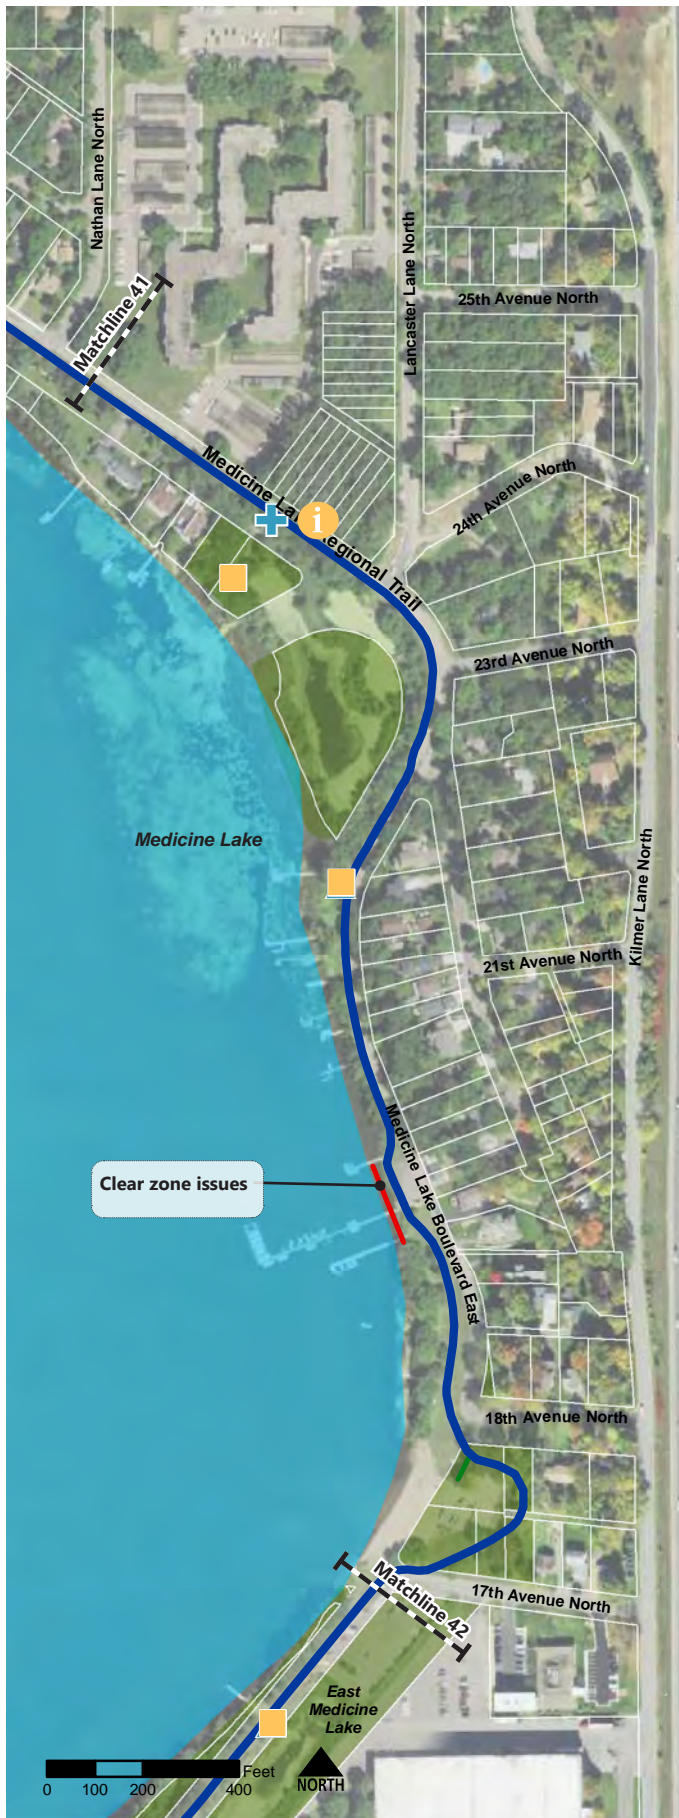 Nathan Lane North
Matchline 41
Lancaster Lane North
25th Avenue North
Medicine Lake Regional Trail
i
24th Avenue North
23rd Avenue North
Medicine Lake
Kilmer Lane North
21st Avenue North
Medicine Lake Boulevard East
Clear zone issues
18th Avenue North
Matchline 42
17th Avenue North
East
Medicine
Lake
Feet
0 100 200 400
NORTH